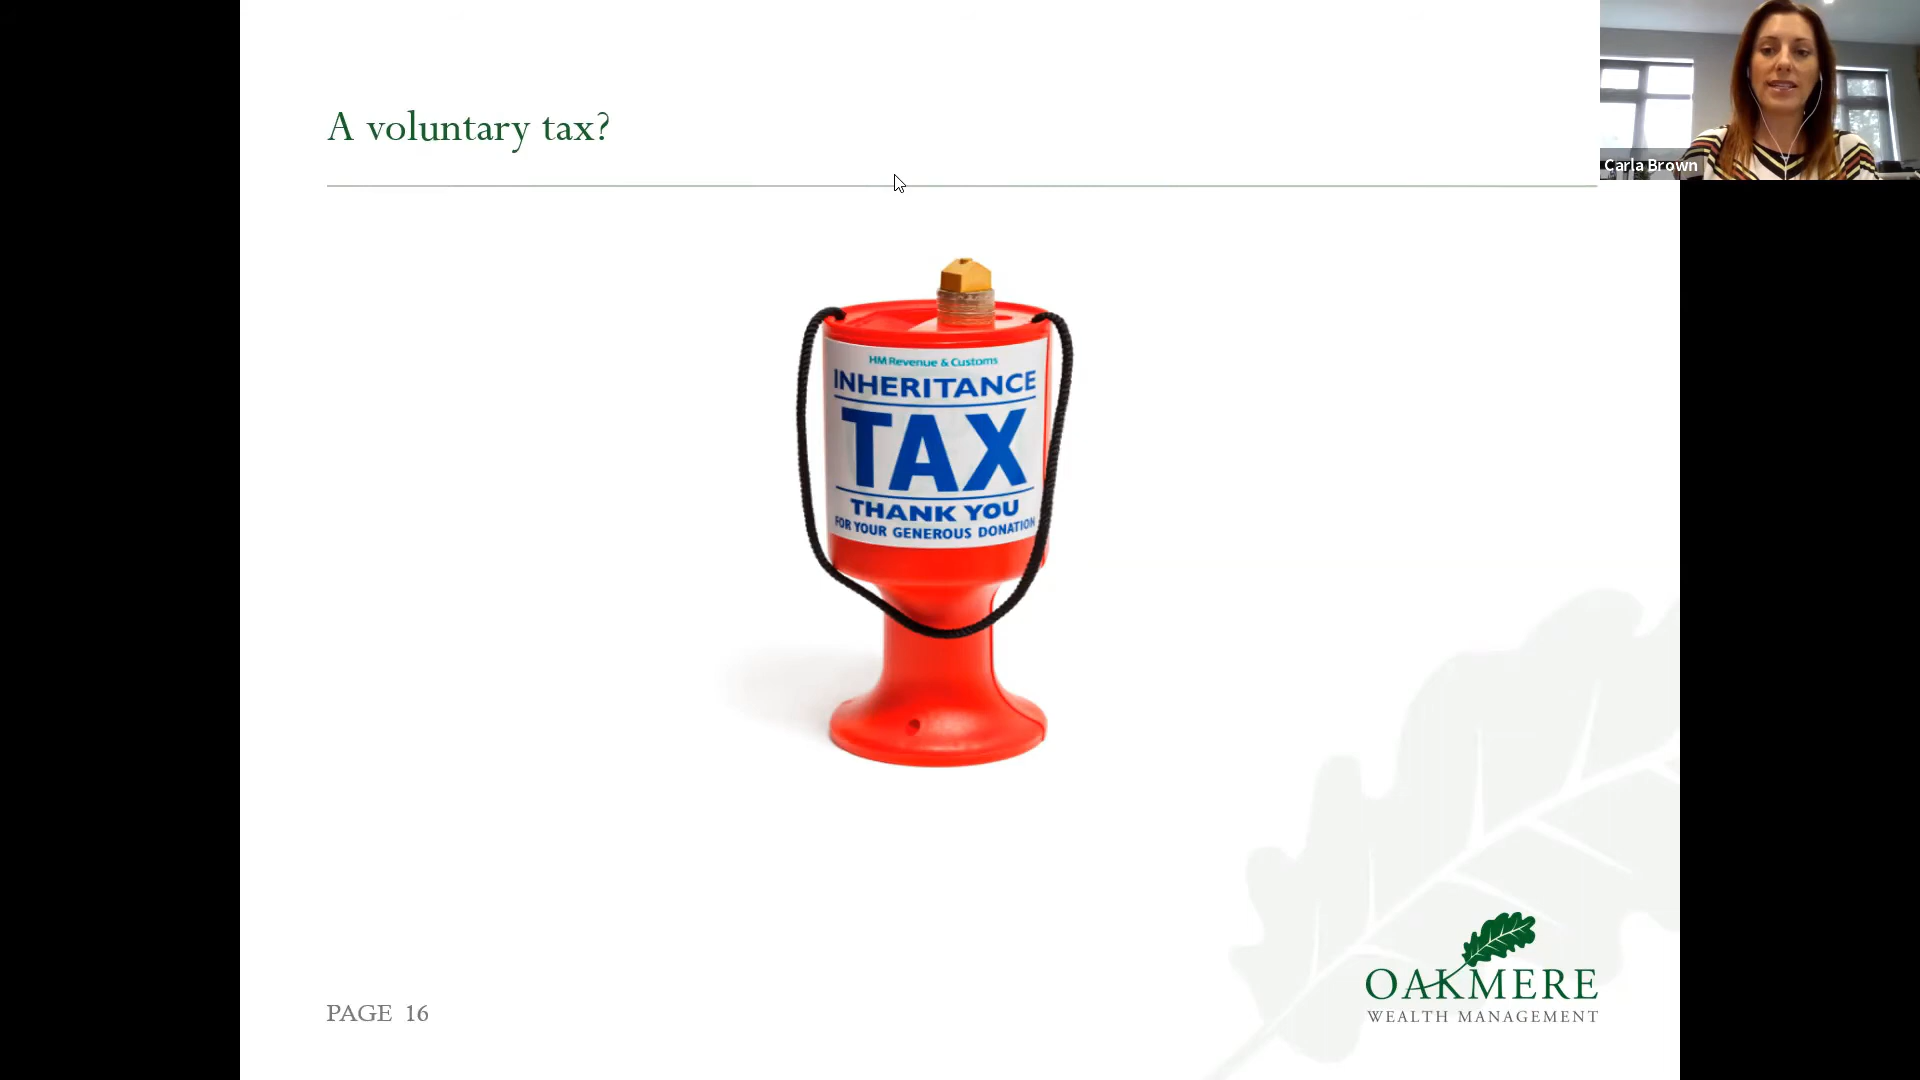 A voluntary tax?
Carla Brown
HM Revenue & Customs
INHERITANCE
TAX
THANK YOU
FOR YOUR GENEROUS DONATION
PAGE 16
OAKMERE
WEALTH MANAGEMENT